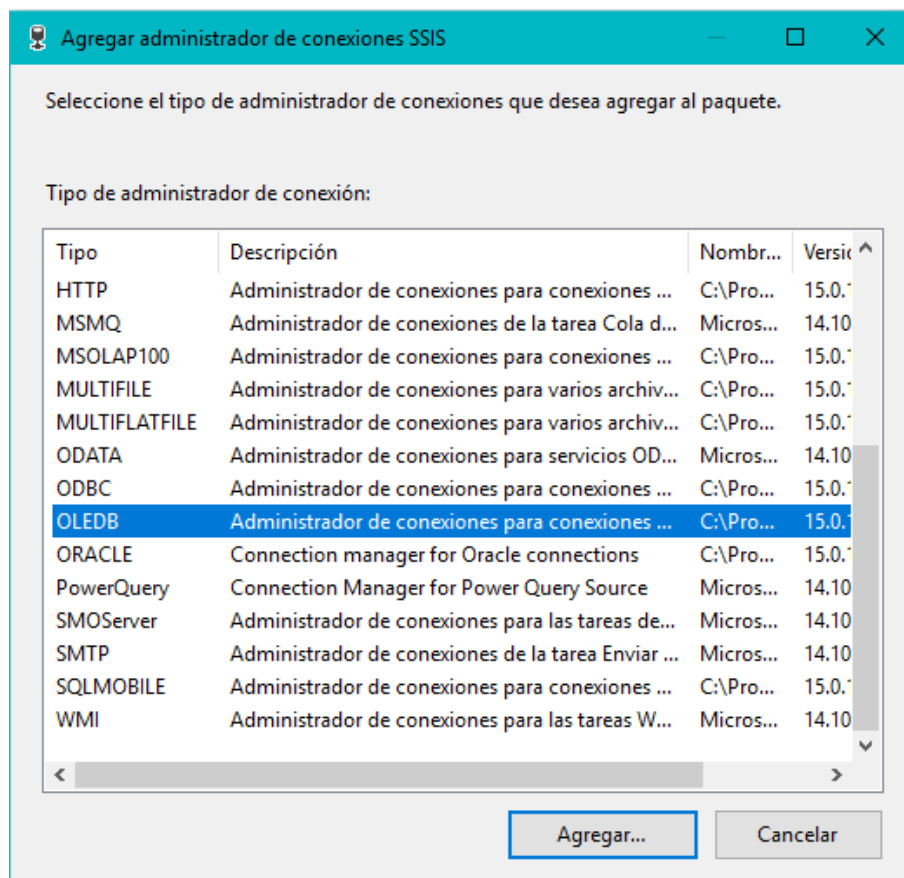 Agregar administrador de conexiones SSIS
Seleccione el tipo de administrador de conexiones que desea agregar al paquete.
Tipo de administrador de conexión:
Tipo Descripción Nombr... Versi
HTTP Administrador de conexiones para conexiones ... C:\Pro... 15.0.
MSMQ Administrador de conexiones de la tarea Cola d... Micros... 14.10
MSOLAP100 Administrador de conexiones para conexiones ... C:\Pro... 15.0.
MULTIFILE Administrador de conexiones para varios archiv... C:\Pro... 15.0.
MULTIFLATFILE Administrador de conexiones para varios archiv... C:\Pro... 15.0.
ODATA Administrador de conexiones para servicios OD... Micros... 14.10
ODBC Administrador de conexiones para conexiones ... C:\Pro... 15.0.
OLEDB Administrador de conexiones para conexiones ... C:\Pro... 15.0.
ORACLE Connection manager for Oracle connections C:\Pro... 15.0.
PowerQuery Connection Manager for Power Query Source Micros... 14.10
SMOServer Administrador de conexiones para las tareas de... Micros... 14.10
SMTP Administrador de conexiones de la tarea Enviar ... Micros... 14.10
SQLMOBILE Administrador de conexiones para conexiones ... C:\Pro... 15.0.
WMI Administrador de conexiones para las tareas W... Micros... 14.10
Agregar... Cancelar